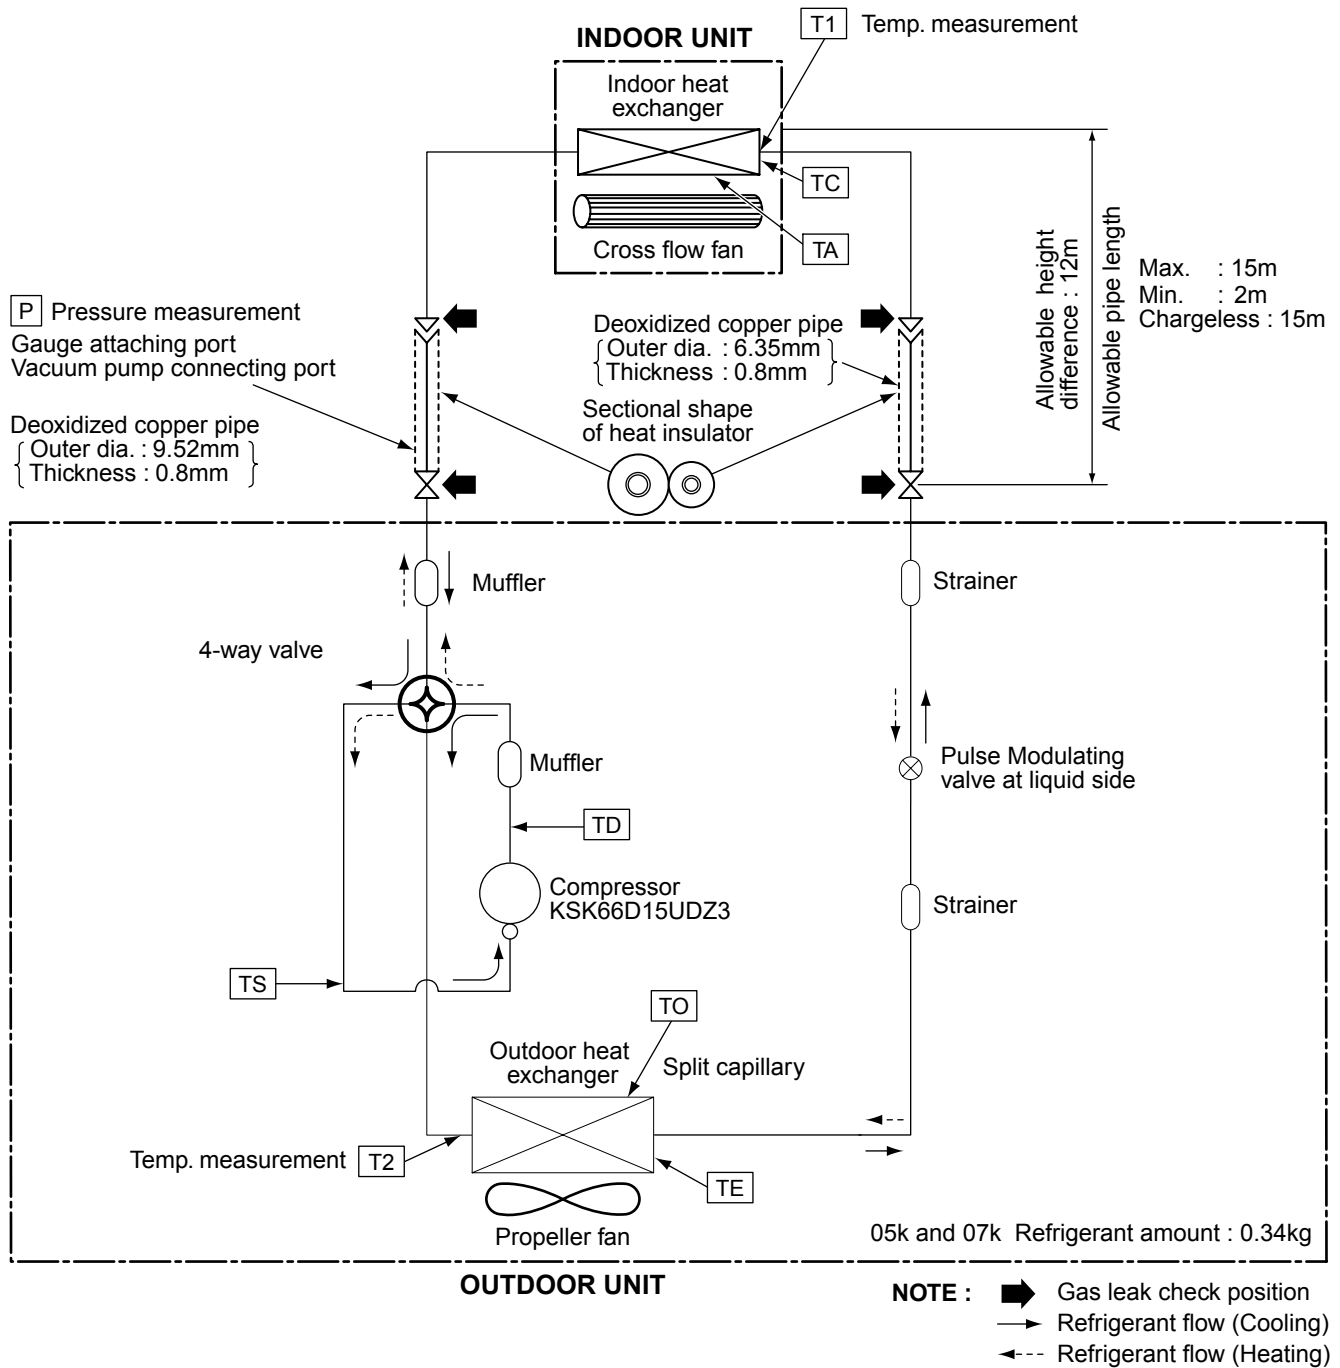 T1 Temp. measurement
INDOOR UNIT
Indoor heat
exchanger
TC
Cross flow fan
TA
Allowable height
difference : 12m
Allowable pipe length
Max. : 15m
Min. : 2m
Chargeless : 15m
P Pressure measurement
Gauge attaching port
Vacuum pump connecting port
Deoxidized copper pipe
Outer dia. : 9.52mm
Thickness : 0.8mm
Deoxidized copper pipe
Outer dia. : 6.35mm
Thickness : 0.8mm
Sectional shape
of heat insulator
Muffler
Strainer
4-way valve
Muffler
Pulse Modulating
valve at liquid side
TD
Compressor
KSK66D15UDZ3
Strainer
TS
TO
Outdoor heat
exchanger
Split capillary
Temp. measurement T2
TE
Propeller fan
05k and 07k Refrigerant amount : 0.34kg
OUTDOOR UNIT
NOTE : Gas leak check position
Refrigerant flow (Cooling)
Refrigerant flow (Heating)